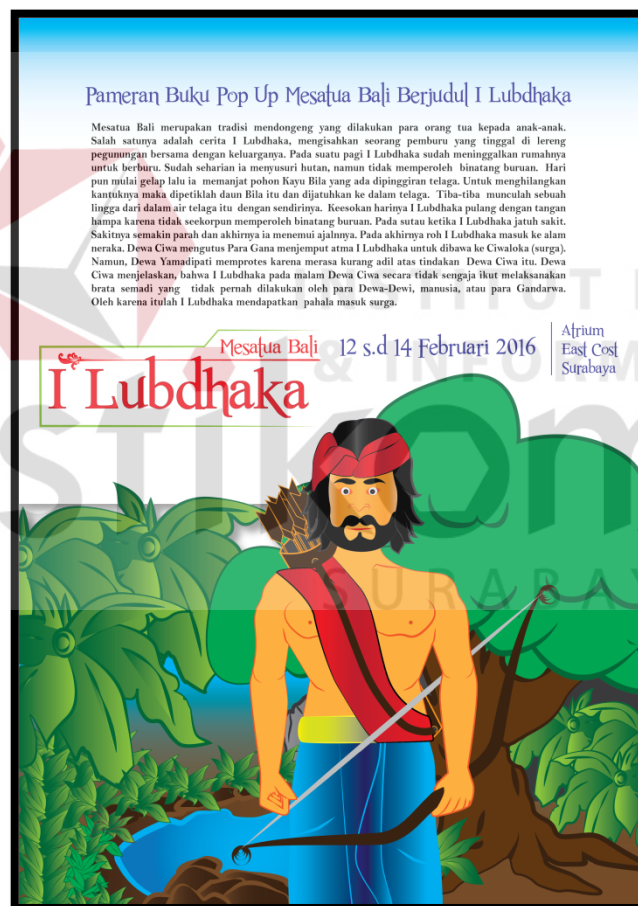 Pameran Buku Pop Up Mesatua Bali Berjudul I Lubdhaka
Mesatua Bali merupakan tradisi mendongeng yang dilakukan para orang tua kepada anak-anak.
Salah satunya adalah cerita I Lubdhaka, mengisahkan seorang pemburu yang tinggal di lereng
pegunungan bersama dengan keluarganya. Pada suatu pagi I Lubdhaka sudah meninggalkan rumahnya
untuk berburu. Sudah seharian ia menyusuri hutan, namun tidak memperoleh binatang buruan. Hari
pun mulai gelap lalu ia memanjat pohon Kayu Bila yang ada dipinggiran telaga. Untuk menghilangkan
kantuknya maka dipetiklah daun Bila itu dan dijatuhkan ke dalam telaga. Tiba-tiba munculah sebuah
lingga dari dalam air telaga itu dengan sendirinya. Keesokan harinya I Lubdhaka pulang dengan tangan
hampa karena tidak seekorpun memperoleh binatang buruan. Pada sutau ketika I Lubdhaka jatuh sakit.
Sakitnya semakin parah dan akhirnya ia menemui ajalnnya. Pada akhirnya roh I Lubdhaka masuk ke alam
neraka. Dewa Ciwa mengutus Para Gana menjemput atma I Lubdhaka untuk dibawa ke Ciwaloka (surga).
Namun, Dewa Yamadipati memprotes karena merasa kurang adil atas tindakan Dewa Ciwa itu. Dewa
Ciwa menjelaskan, bahwa I Lubdhaka pada malam Dewa Ciwa secara tidak sengaja ikut melaksanakan
brata semadi yang tidak pernah dilakukan oleh para Dewa-Dewi, manusia, atau para Gandarwa.
Oleh karena itulah I Lubdhaka mendapatkan pahala masuk surga.
Mesatua Bali
I Lubdhaka
12 s.d 14 Februari 2016
Atrium
East Cost
Surabaya
INSTITUT
& INFORM
stikom
SURABAY